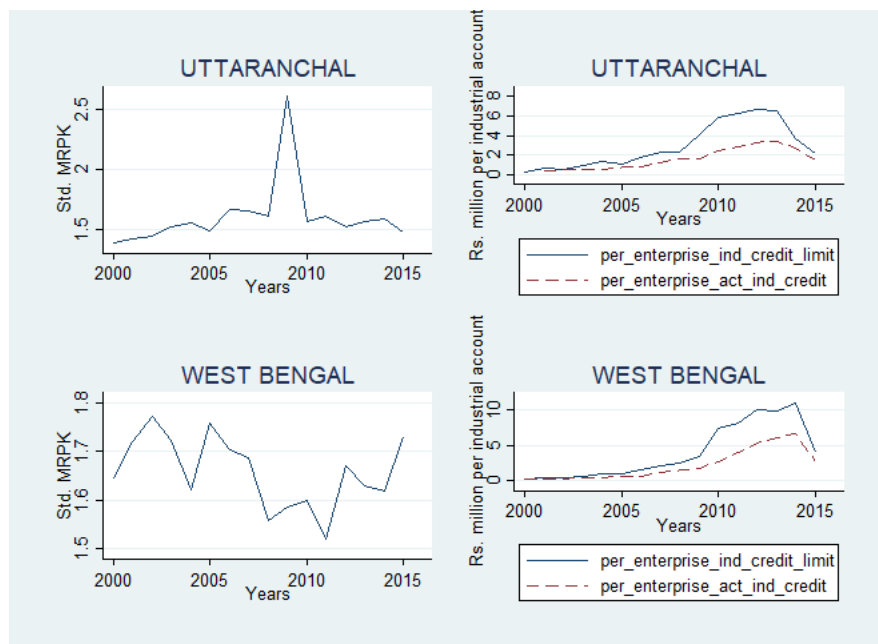 UTTARANCHAL
Std. MRPK
2.5
2
1.5
2000 2005 2010 2015
Years
UTTARANCHAL
Rs. million per industrial account
8
6
4
2
0
2000 2005 2010 2015
Years
per_enterprise_ind_credit_limit
per_enterprise_act_ind_credit
WEST BENGAL
Std. MRPK
1.8
1.7
1.6
1.5
2000 2005 2010 2015
Years
WEST BENGAL
Rs. million per industrial account
10
5
0
2000 2005 2010 2015
Years
per_enterprise_ind_credit_limit
per_enterprise_act_ind_credit